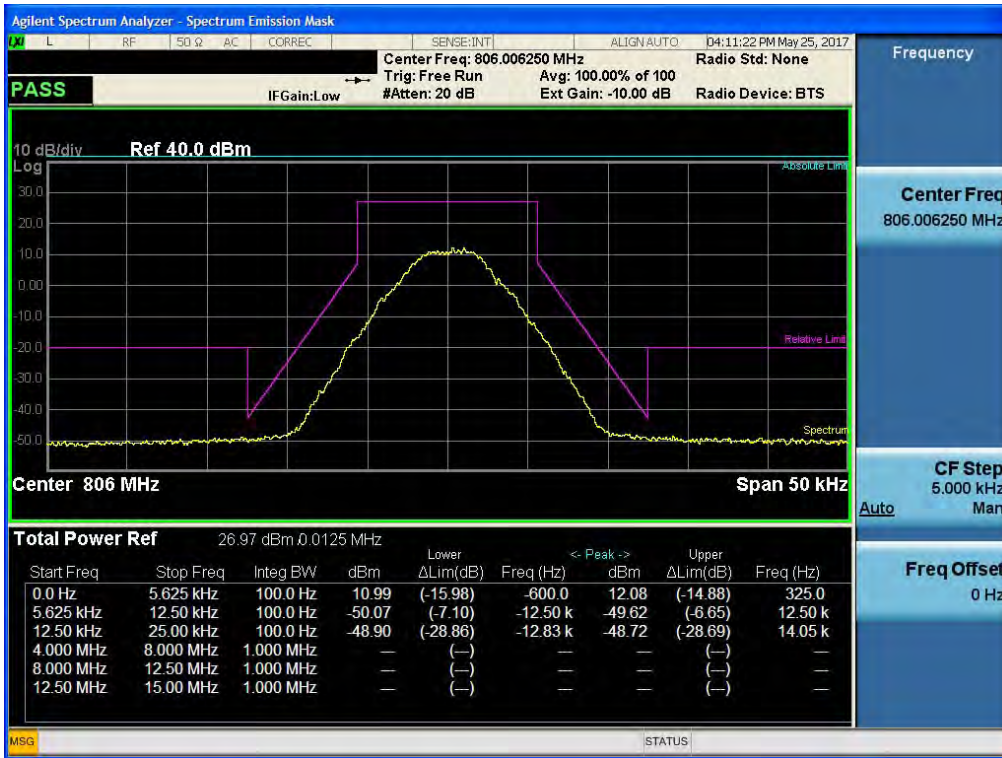 Agilent Spectrum Analyzer - Spectrum Emission Mask
LXI L RF 50 Ω AC CORREC SENSE:INT ALIGN AUTO 04:11:22 PM May 25, 2017
Center Freq: 806.006250 MHz Radio Std: None
Trig: Free Run Avg: 100.00% of 100
PASS IFGain:Low #Atten: 20 dB Ext Gain: -10.00 dB Radio Device: BTS
10 dB/div Ref 40.0 dBm
Log Absolute Limit
30.0
20.0
10.0
0.00
-10.0
-20.0 Relative Limit
-30.0
-40.0
-50.0 Spectrum
Center 806 MHz Span 50 kHz
Total Power Ref 26.97 dBm / 0.0125 MHz
Lower <- Peak -> Upper
Start Freq Stop Freq Integ BW dBm ΔLim(dB) Freq (Hz) dBm ΔLim(dB) Freq (Hz)
0.0 Hz 5.625 kHz 100.0 Hz 10.99 (-15.98) -600.0 12.08 (-14.88) 325.0
5.625 kHz 12.50 kHz 100.0 Hz -50.07 (-7.10) -12.50 k -49.62 (-6.65) 12.50 k
12.50 kHz 25.00 kHz 100.0 Hz -48.90 (-28.86) -12.83 k -48.72 (-28.69) 14.05 k
4.000 MHz 8.000 MHz 1.000 MHz --- (---) --- --- (---) ---
8.000 MHz 12.50 MHz 1.000 MHz --- (---) --- --- (---) ---
12.50 MHz 15.00 MHz 1.000 MHz --- (---) --- --- (---) ---
MSG STATUS
Frequency
Center Freq
806.006250 MHz
CF Step
5.000 kHz
Auto Man
Freq Offset
0 Hz